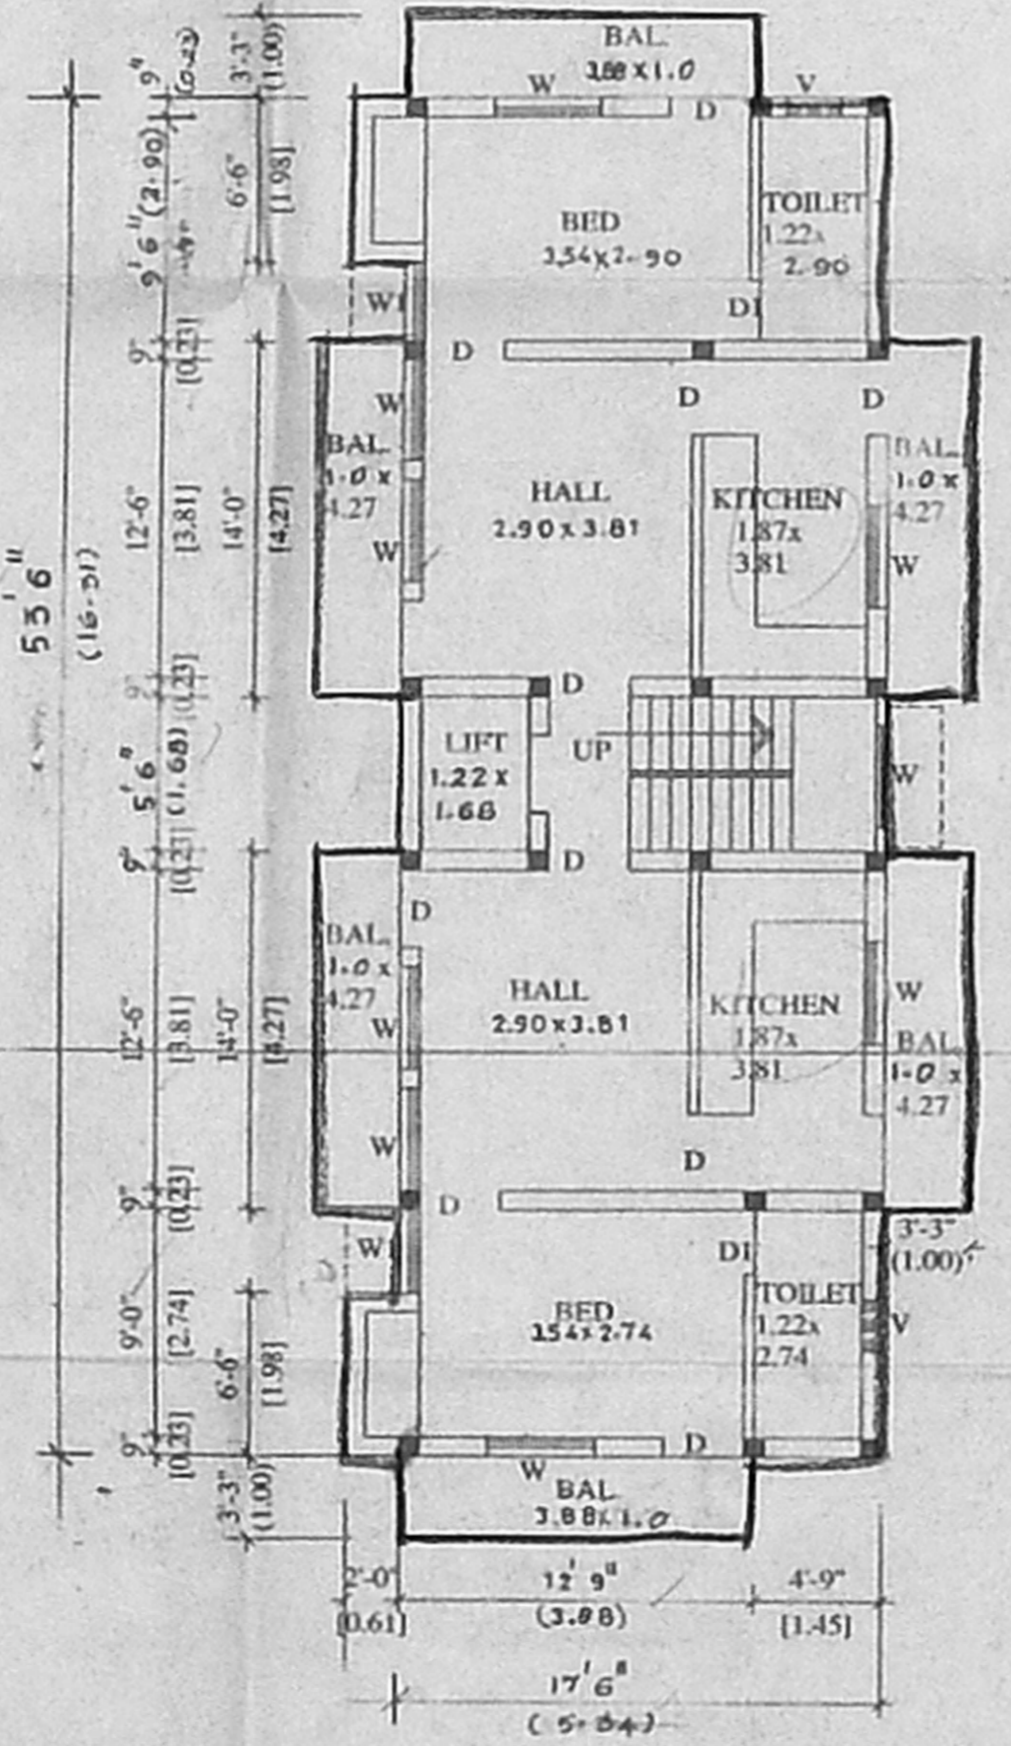 BAL.
3.88 x 1.0
W
D
V
BED
3.54 x 2.90
TOILET
1.22x
2.90
W1
D1
D
D
D
W
BAL.
1.0 x
4.27
W
HALL
2.90 x 3.81
KITCHEN
1.87x
3.81
BAL.
1.0 x
4.27
W
D
LIFT
1.22 x
1.68
UP
W
D
D
BAL.
1.0 x
4.27
W
W
HALL
2.90 x 3.81
KITCHEN
1.87x
3.81
W
BAL.
1.0 x
4.27
D
D
W1
D1
BED
3.54 x 2.74
TOILET
1.22x
2.74
3'-3"
(1.00)
V
W
D
BAL.
3.88 x 1.0
2'-0"
[0.61]
12'9"
(3.88)
4'-9"
[1.45]
17'6"
(5.34)
53'6"
(16.31)
9"
(0.23)
9'6" (2.90)
9"
[0.23]
12'-6"
[3.81]
9"
[0.23]
5'6" (1.68)
9"
[0.23]
12'-6"
[3.81]
9"
[0.23]
9'-0"
[2.74]
9"
[0.23]
3'-3"
(1.00)
6'-6"
[1.98]
14'-0"
[4.27]
14'-0"
[4.27]
6'-6"
[1.98]
3'-3"
(1.00)